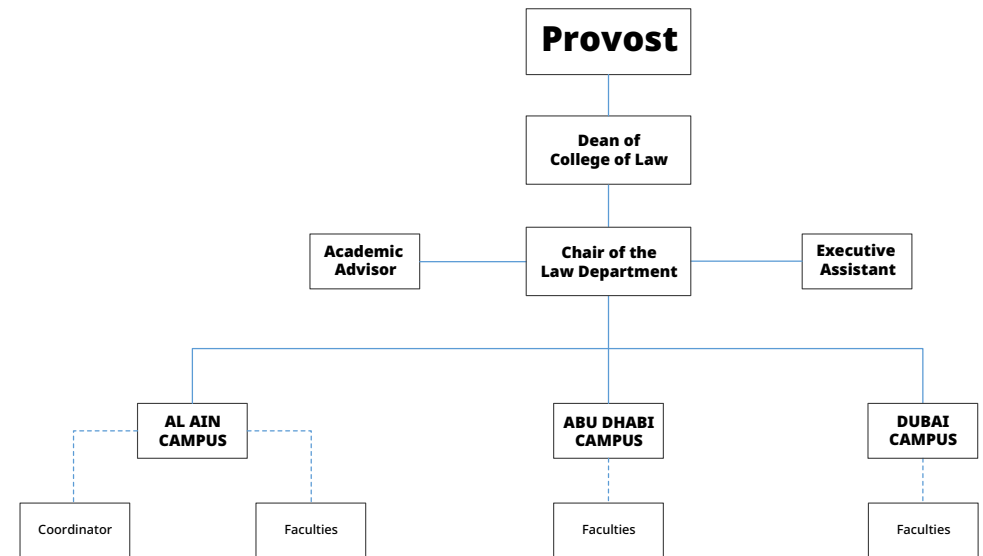 Provost
Dean of
College of Law
Academic
Advisor
Chair of the
Law Department
Executive
Assistant
AL AIN
CAMPUS
ABU DHABI
CAMPUS
DUBAI
CAMPUS
Coordinator
Faculties
Faculties
Faculties